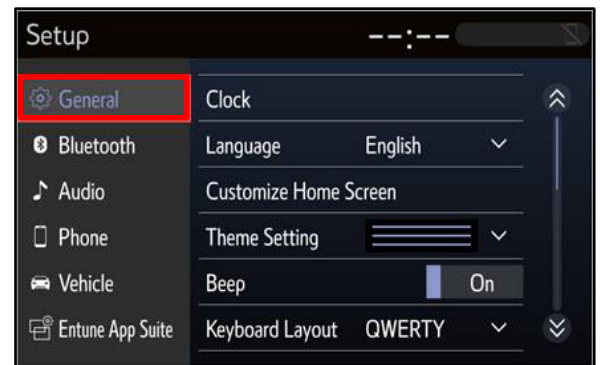 Setup --:--
General
Bluetooth
Audio
Phone
Vehicle
Entune App Suite
Clock
Language English
Customize Home Screen
Theme Setting
Beep On
Keyboard Layout QWERTY